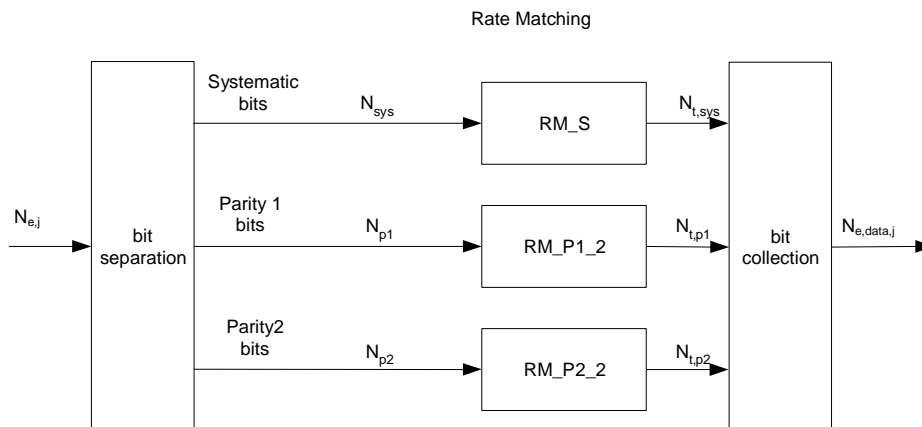 Rate Matching
Systematic
bits
N_sys
RM_S
N_t,sys
N_e,j
bit
separation
Parity 1
bits
N_p1
RM_P1_2
N_t,p1
bit
collection
N_e,data,j
Parity2
bits
N_p2
RM_P2_2
N_t,p2